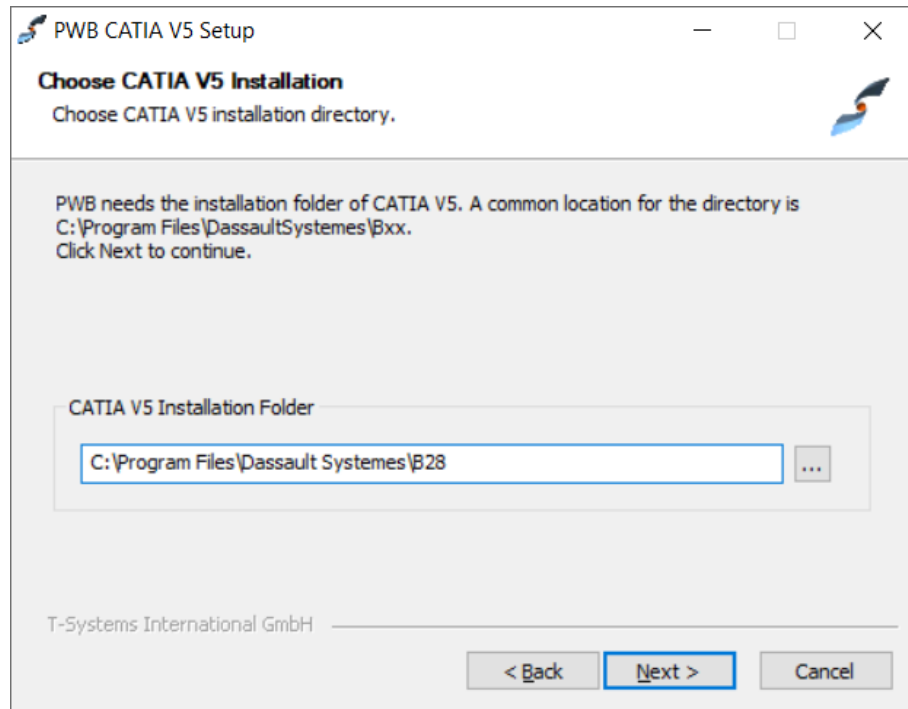 PWB CATIA V5 Setup
Choose CATIA V5 Installation
Choose CATIA V5 installation directory.
PWB needs the installation folder of CATIA V5. A common location for the directory is
C:\Program Files\DassaultSystemes\Bxx.
Click Next to continue.
CATIA V5 Installation Folder
C:\Program Files\Dassault Systemes\B28
...
T-Systems International GmbH
< Back
Next >
Cancel